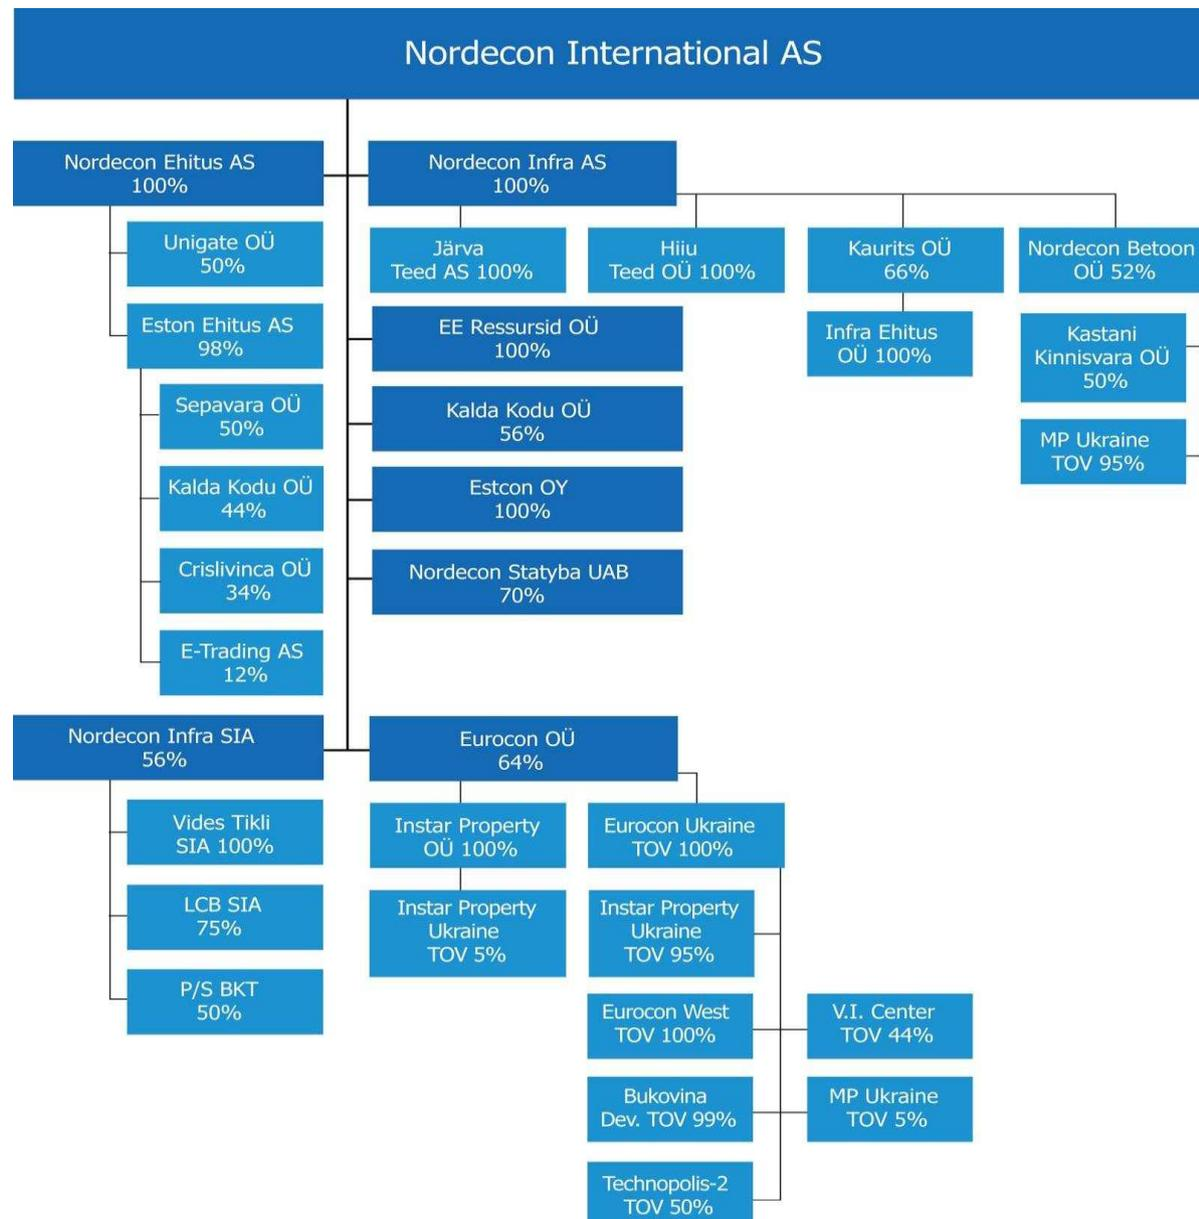 Nordecon International AS
Nordecon Ehitus AS
100%
Unigate OÜ
50%
Eston Ehitus AS
98%
Sepavara OÜ
50%
Kalda Kodu OÜ
44%
Crislivinca OÜ
34%
E-Trading AS
12%
Nordecon Infra AS
100%
Järva
Teed AS 100%
Hiiu
Teed OÜ 100%
Kaurits OÜ
66%
Infra Ehitus
OÜ 100%
Nordecon Betoon
OÜ 52%
Kastani
Kinnisvara OÜ
50%
MP Ukraine
TOV 95%
EE Ressursid OÜ
100%
Kalda Kodu OÜ
56%
Estcon OY
100%
Nordecon Statyba UAB
70%
Nordecon Infra SIA
56%
Vides Tikli
SIA 100%
LCB SIA
75%
P/S BKT
50%
Eurocon OÜ
64%
Instar Property
OÜ 100%
Instar Property
Ukraine
TOV 5%
Eurocon Ukraine
TOV 100%
Instar Property
Ukraine
TOV 95%
Eurocon West
TOV 100%
V.I. Center
TOV 44%
Bukovina
Dev. TOV 99%
MP Ukraine
TOV 5%
Technopolis-2
TOV 50%